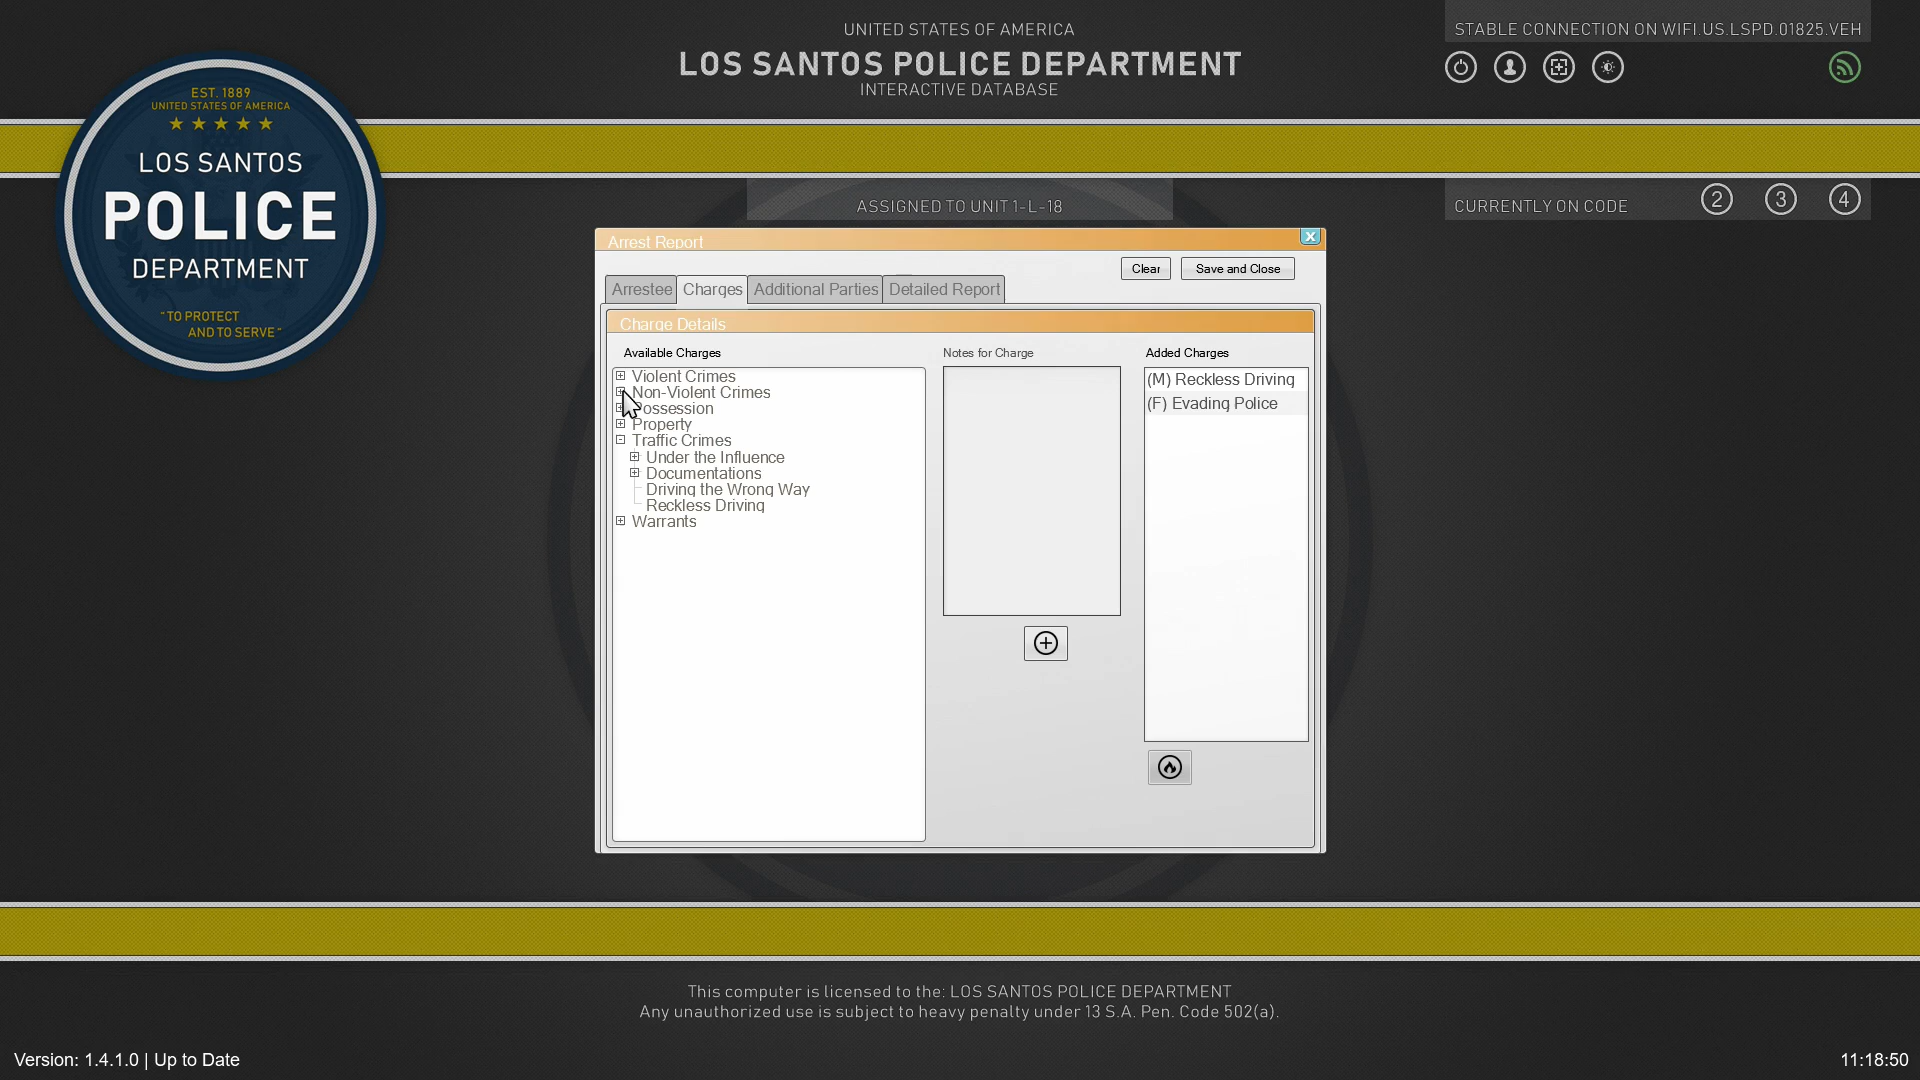 UNITED STATES OF AMERICA
LOS SANTOS POLICE DEPARTMENT
INTERACTIVE DATABASE
STABLE CONNECTION ON WIFI.US.LSPD.01825.VEH
EST. 1889
UNITED STATES OF AMERICA
LOS SANTOS
POLICE
DEPARTMENT
"TO PROTECT
AND TO SERVE"
ASSIGNED TO UNIT 1-L-18
CURRENTLY ON CODE
2
3
4
Arrest Report
X
Clear
Save and Close
Arrestee
Charges
Additional Parties
Detailed Report
Charge Details
Available Charges
Notes for Charge
Added Charges
Violent Crimes
Non-Violent Crimes
Possession
Property
Traffic Crimes
Under the Influence
Documentations
Driving the Wrong Way
Reckless Driving
Warrants
(M) Reckless Driving
(F) Evading Police
This computer is licensed to the: LOS SANTOS POLICE DEPARTMENT
Any unauthorized use is subject to heavy penalty under 13 S.A. Pen. Code 502(a).
Version: 1.4.1.0 | Up to Date
11:18:50